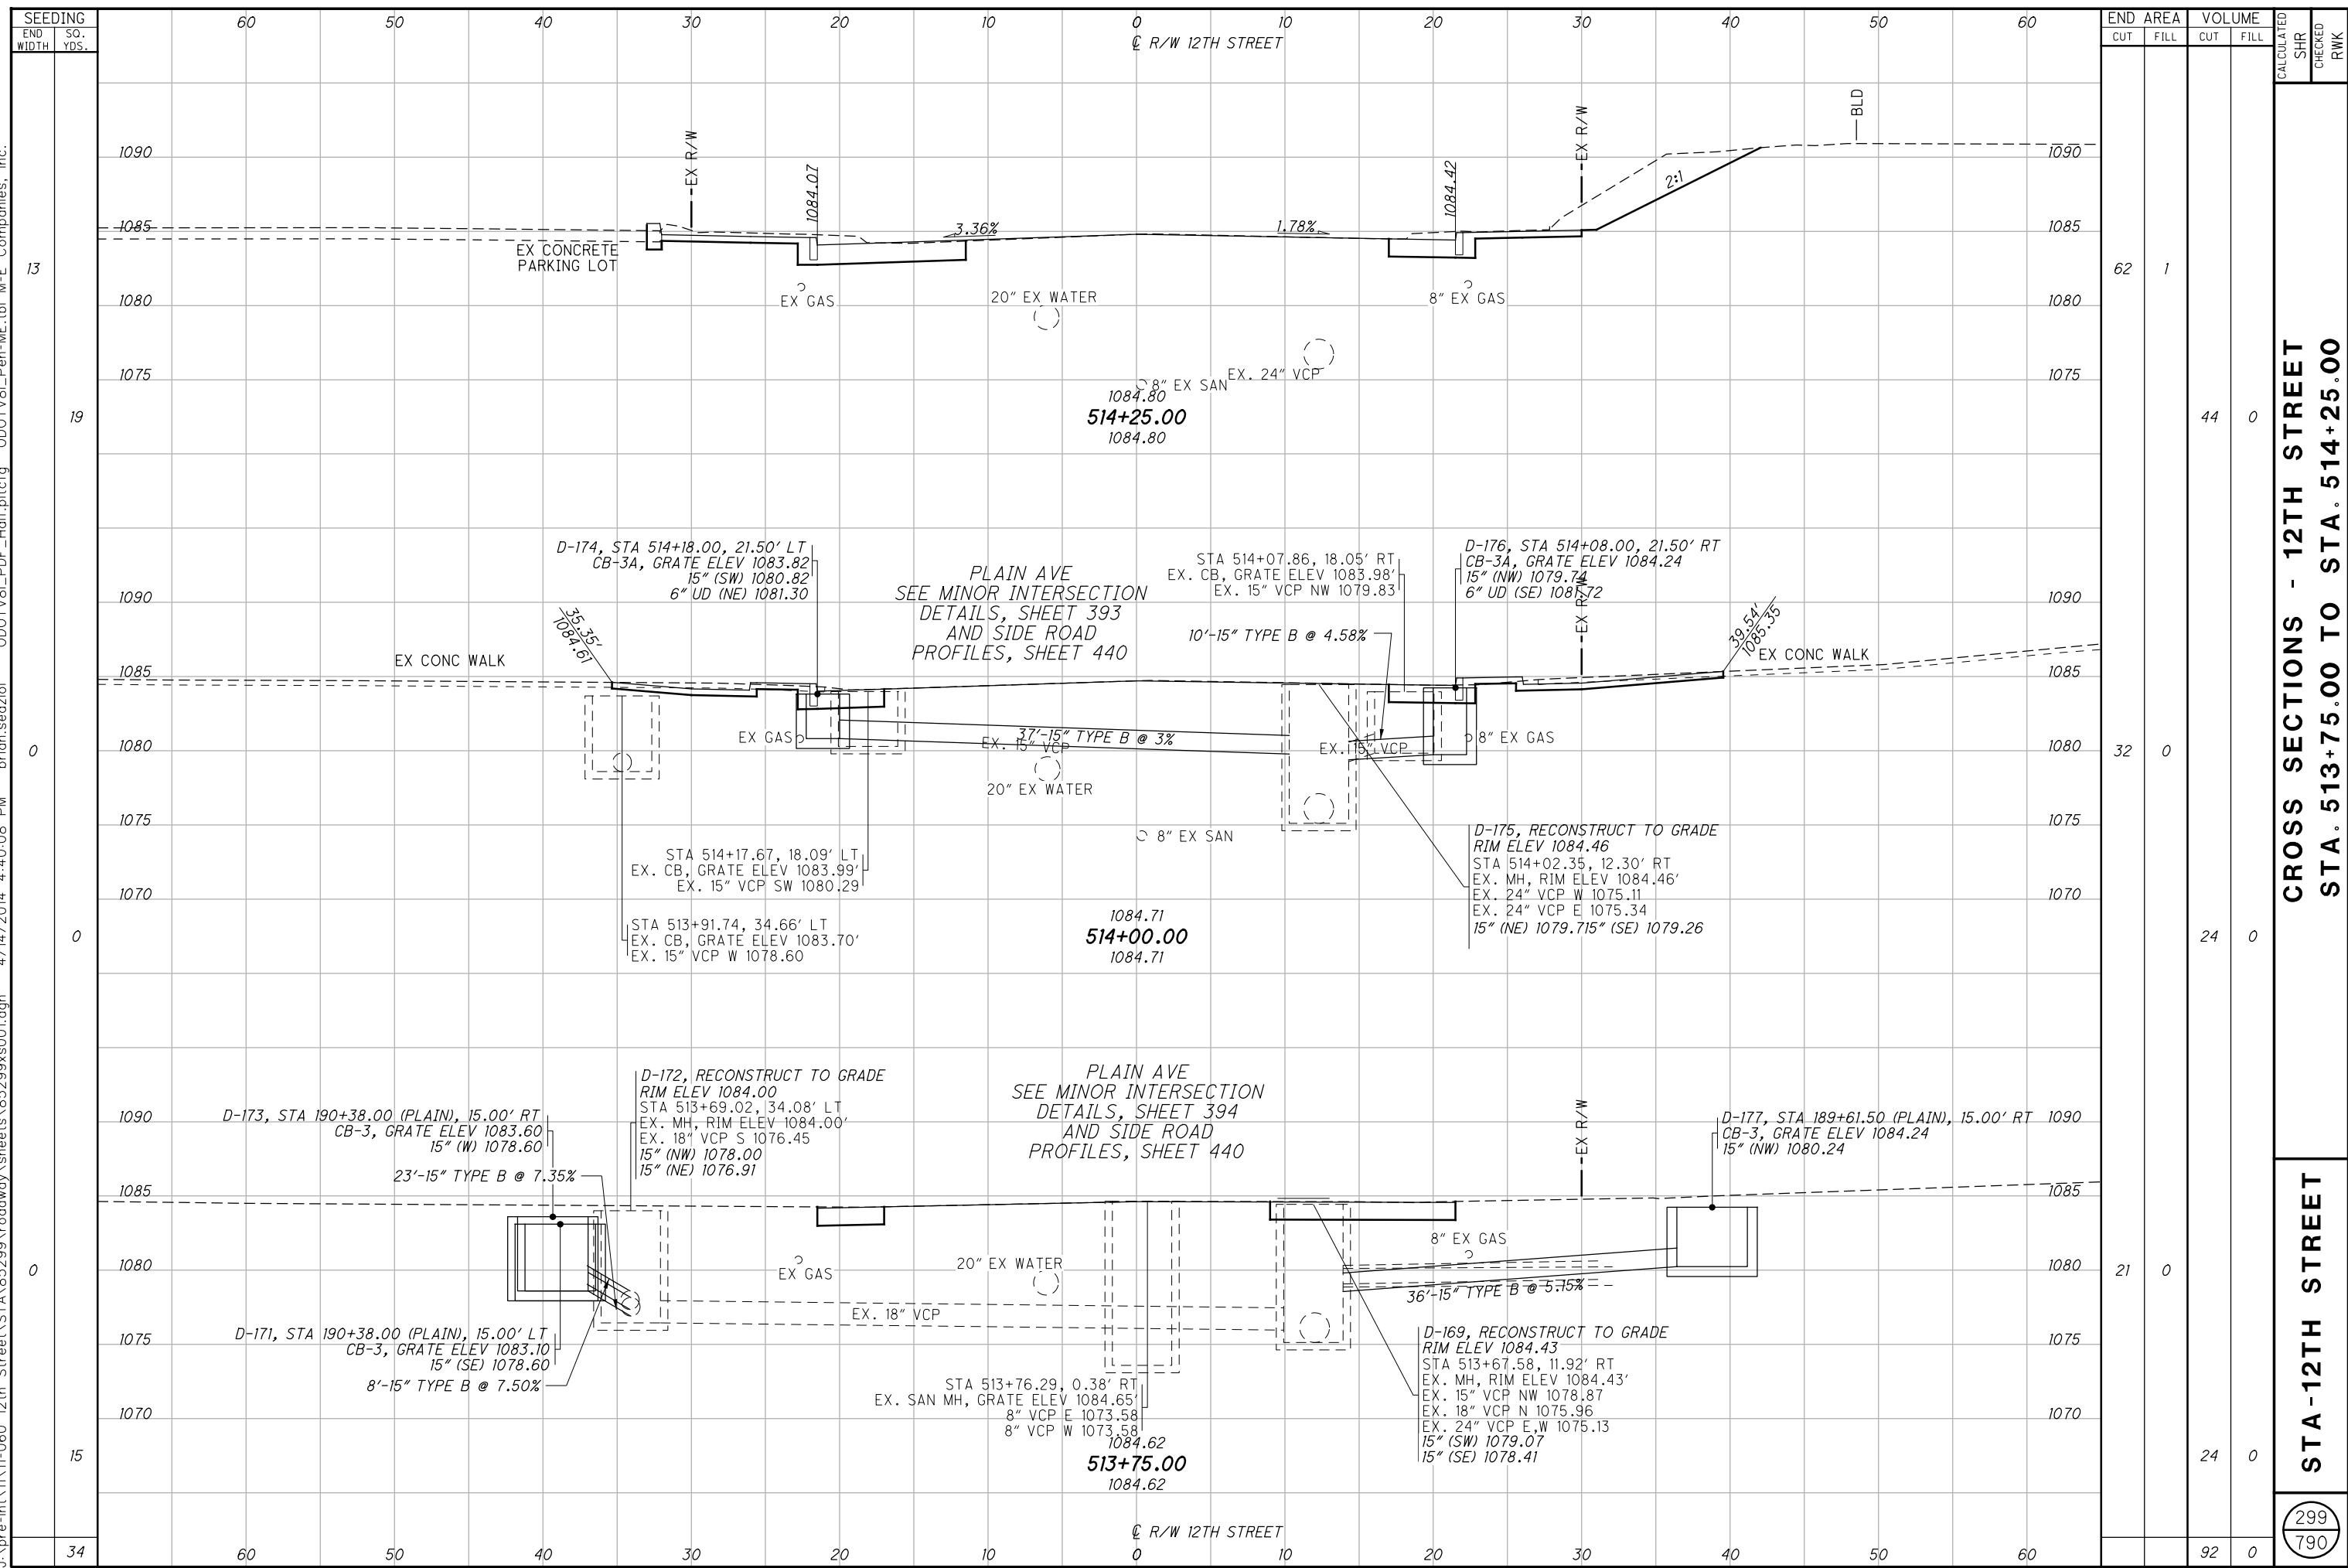 SEEDING
END WIDTH
SQ. YDS.
60 50 40 30 20 10 0 10 20 30 40 50 60
℄ R/W 12TH STREET
END AREA
VOLUME
CUT FILL CUT FILL
CALCULATED
SHR
CHECKED
RWK
EX R/W
1084.07
1084.42
EX R/W
BLD
1090
1090
2:1
1085
3.36%
1.78%
1085
EX CONCRETE
PARKING LOT
13
62 1
1080
EX GAS
20" EX WATER
8" EX GAS
1080
1075
8" EX SAN
EX. 24" VCP
1075
1084.80
514+25.00
1084.80
19
44 0
D-174, STA 514+18.00, 21.50' LT
CB-3A, GRATE ELEV 1083.82
15" (SW) 1080.82
6" UD (NE) 1081.30
PLAIN AVE
SEE MINOR INTERSECTION
DETAILS, SHEET 393
AND SIDE ROAD
PROFILES, SHEET 440
STA 514+07.86, 18.05' RT
EX. CB, GRATE ELEV 1083.98'
EX. 15" VCP NW 1079.83
D-176, STA 514+08.00, 21.50' RT
CB-3A, GRATE ELEV 1084.24
15" (NW) 1079.74
6" UD (SE) 1081.72
EX R/W
1090
1090
35.35'
1084.61
10'-15" TYPE B @ 4.58%
39.54'
1085.35
EX CONC WALK
EX CONC WALK
1085
1085
0
1080
EX GAS
EX. 15" VCP
37'-15" TYPE B @ 3%
EX. 15" VCP
8" EX GAS
1080
32 0
20" EX WATER
1075
8" EX SAN
1075
STA 514+17.67, 18.09' LT
EX. CB, GRATE ELEV 1083.99'
EX. 15" VCP SW 1080.29
D-175, RECONSTRUCT TO GRADE
RIM ELEV 1084.46
STA 514+02.35, 12.30' RT
EX. MH, RIM ELEV 1084.46'
EX. 24" VCP W 1075.11
EX. 24" VCP E 1075.34
15" (NE) 1079.715" (SE) 1079.26
1070
1070
STA 513+91.74, 34.66' LT
EX. CB, GRATE ELEV 1083.70'
EX. 15" VCP W 1078.60
1084.71
514+00.00
1084.71
0
24 0
D-172, RECONSTRUCT TO GRADE
RIM ELEV 1084.00
STA 513+69.02, 34.08' LT
EX. MH, RIM ELEV 1084.00'
EX. 18" VCP S 1076.45
15" (NW) 1078.00
15" (NE) 1076.91
PLAIN AVE
SEE MINOR INTERSECTION
DETAILS, SHEET 394
AND SIDE ROAD
PROFILES, SHEET 440
EX R/W
1090
D-173, STA 190+38.00 (PLAIN), 15.00' RT
CB-3, GRATE ELEV 1083.60
15" (W) 1078.60
D-177, STA 189+61.50 (PLAIN), 15.00' RT
CB-3, GRATE ELEV 1084.24
15" (NW) 1080.24
1090
23'-15" TYPE B @ 7.35%
1085
1085
0
1080
EX GAS
20" EX WATER
8" EX GAS
1080
21 0
EX. 18" VCP
36'-15" TYPE B @ 5.15%
1075
D-171, STA 190+38.00 (PLAIN), 15.00' LT
CB-3, GRATE ELEV 1083.10
15" (SE) 1078.60
8'-15" TYPE B @ 7.50%
1075
D-169, RECONSTRUCT TO GRADE
RIM ELEV 1084.43
STA 513+67.58, 11.92' RT
EX. MH, RIM ELEV 1084.43'
EX. 15" VCP NW 1078.87
EX. 18" VCP N 1075.96
EX. 24" VCP E,W 1075.13
15" (SW) 1079.07
15" (SE) 1078.41
STA 513+76.29, 0.38' RT
EX. SAN MH, GRATE ELEV 1084.65'
8" VCP E 1073.58
8" VCP W 1073.58
1070
1070
1084.62
513+75.00
1084.62
15
24 0
℄ R/W 12TH STREET
34
60 50 40 30 20 10 0 10 20 30 40 50 60
92 0
CROSS SECTIONS - 12TH STREET
STA. 513+75.00 TO STA. 514+25.00
STA-12TH STREET
299
790
4/14/2014 4:40:08 PM